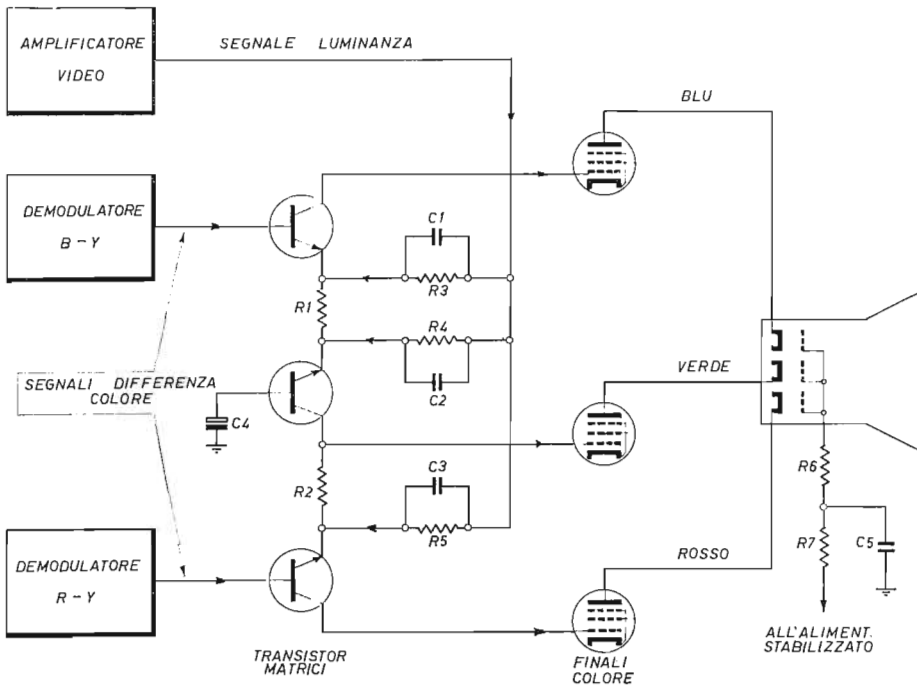 AMPLIFICATORE
VIDEO
SEGNALE LUMINANZA
BLU
DEMODULATORE
B - Y
C1
R3
R1
R4
C2
SEGNALI DIFFERENZA
COLORE
C4
VERDE
R2
C3
R5
R6
R7
C5
DEMODULATORE
R - Y
ROSSO
TRANSISTOR
MATRICI
FINALI
COLORE
ALL'ALIMENT.
STABILIZZATO